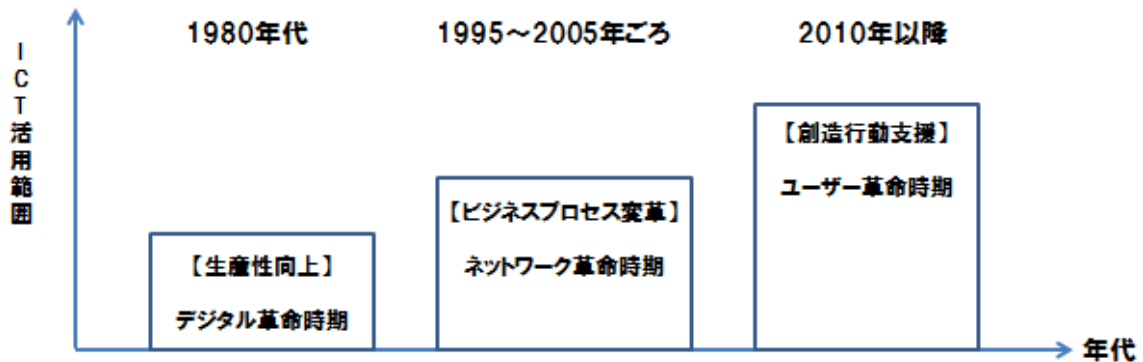 ICT活用範囲
1980年代
1995～2005年ごろ
2010年以降
【生産性向上】
デジタル革命時期
【ビジネスプロセス変革】
ネットワーク革命時期
【創造行動支援】
ユーザー革命時期
年代